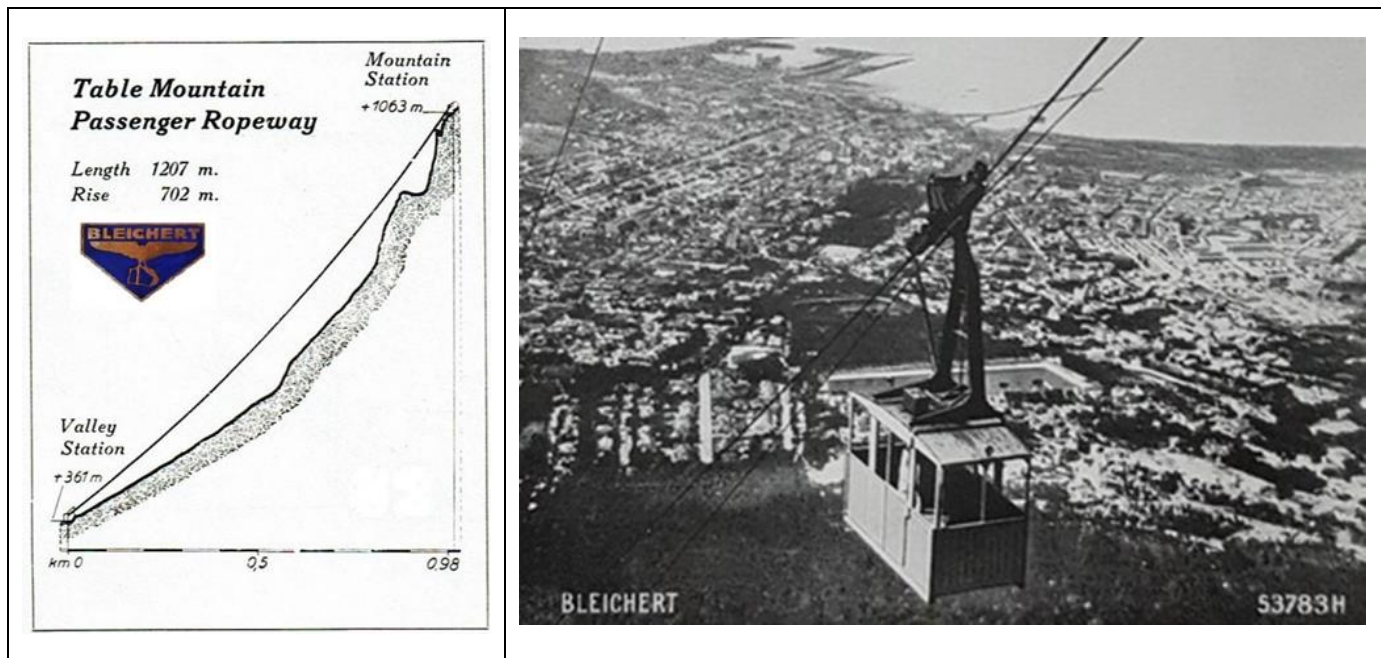 Table Mountain
Passenger Ropeway
Length 1207 m.
Rise 702 m.
BLEICHERT
Mountain
Station
+1063 m
Valley
Station
+361 m
km 0 0,5 0,98
BLEICHERT 53783H